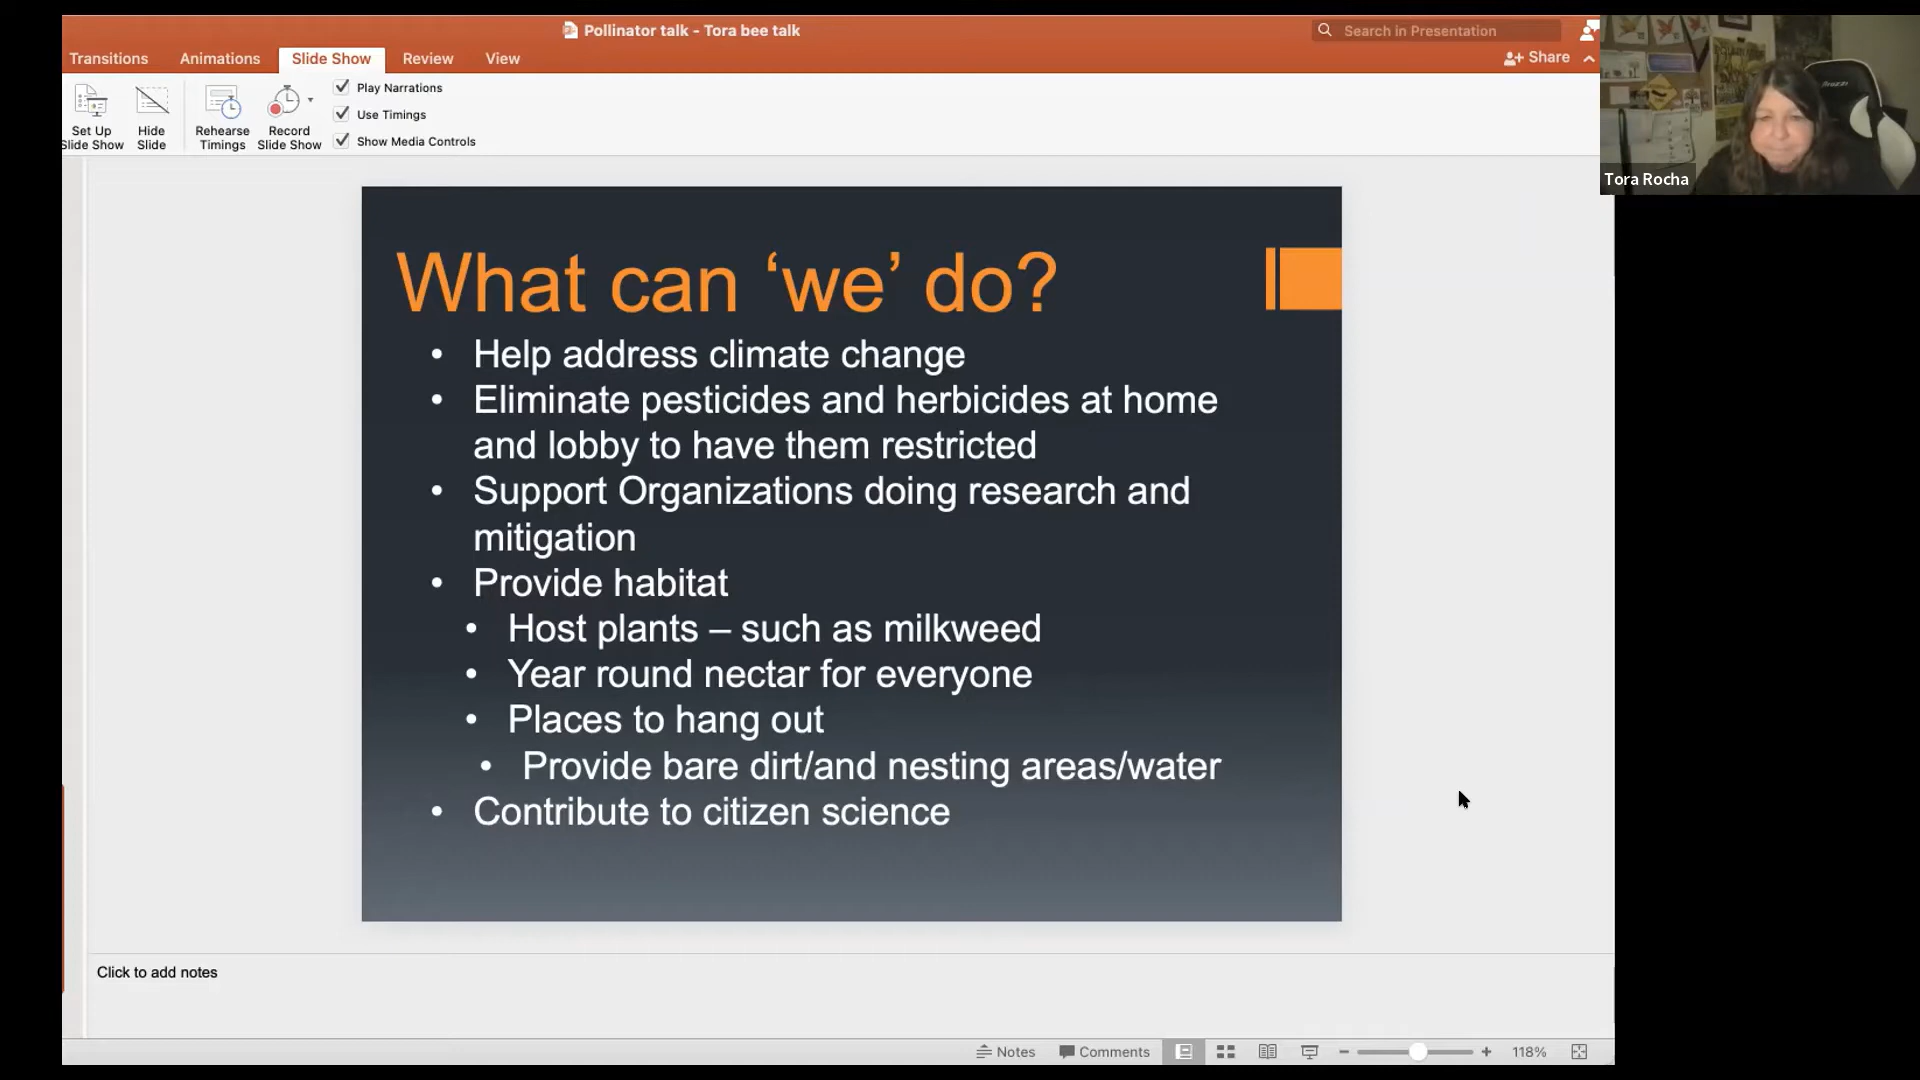 Pollinator talk - Tora bee talk
Search in Presentation
Transitions
Animations
Slide Show
Review
View
Share
Set Up
Slide Show
Hide
Slide
Rehearse
Timings
Record
Slide Show
Play Narrations
Use Timings
Show Media Controls
Tora Rocha
What can ‘we’ do?
• Help address climate change
• Eliminate pesticides and herbicides at home
and lobby to have them restricted
• Support Organizations doing research and
mitigation
• Provide habitat
• Host plants – such as milkweed
• Year round nectar for everyone
• Places to hang out
• Provide bare dirt/and nesting areas/water
• Contribute to citizen science
Click to add notes
Notes
Comments
118%